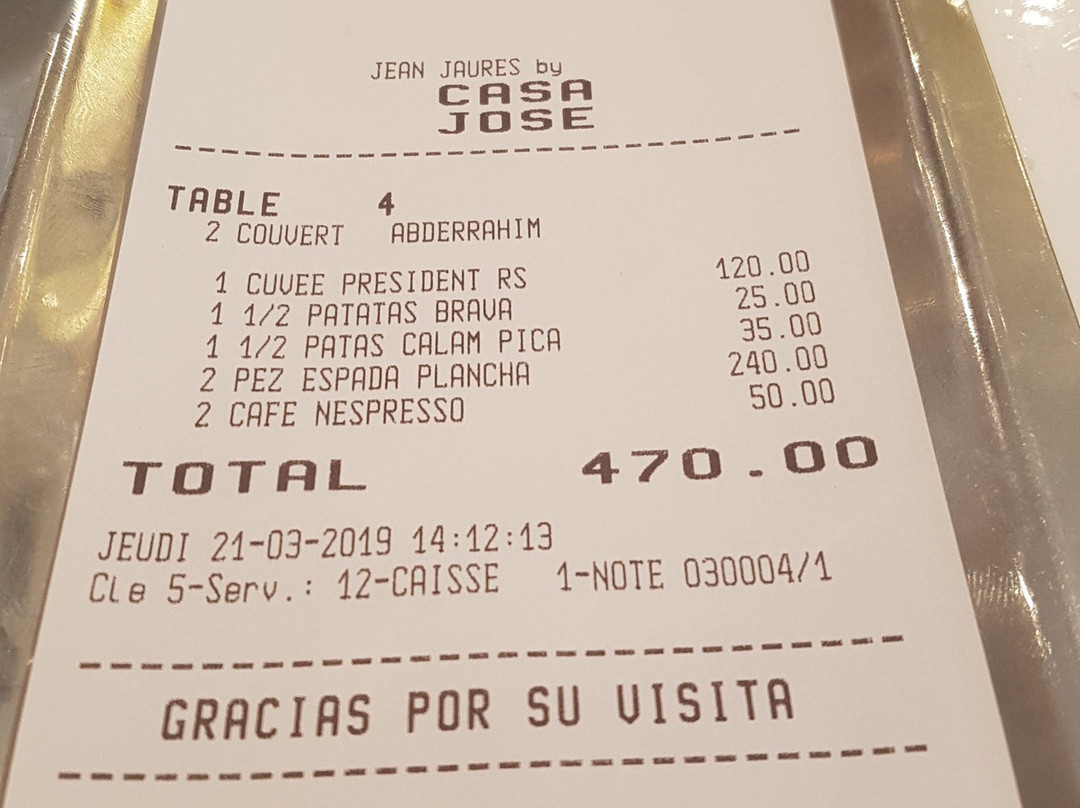 JEAN JAURES by
CASA
JOSE
TABLE 4
2 COUVERT ABDERRAHIM
1 CUVEE PRESIDENT RS 120.00
1 1/2 PATATAS BRAVA 25.00
1 1/2 PATAS CALAM PICA 35.00
2 PEZ ESPADA PLANCHA 240.00
2 CAFE NESPRESSO 50.00
TOTAL 470.00
JEUDI 21-03-2019 14:12:13
Cle 5-Serv.: 12-CAISSE 1-NOTE 030004/1
GRACIAS POR SU VISITA